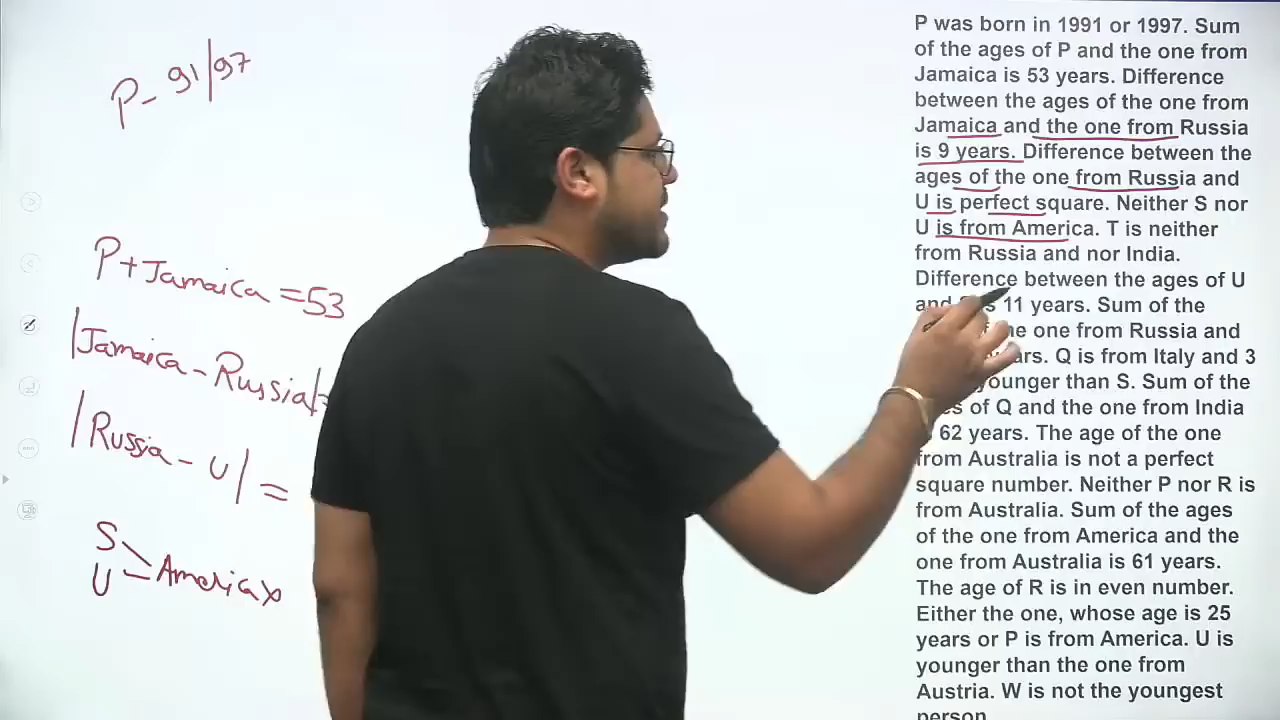 P- 91/97
P+Jamaica =53
|Jamaica - Russia|=
|Russia - U| =
S
U
America x
P was born in 1991 or 1997. Sum
of the ages of P and the one from
Jamaica is 53 years. Difference
between the ages of the one from
Jamaica and the one from Russia
is 9 years. Difference between the
ages of the one from Russia and
U is perfect square. Neither S nor
U is from America. T is neither
from Russia and nor India.
Difference between the ages of U
and 11 years. Sum of the
the one from Russia and
Q is from Italy and 3
younger than S. Sum of the
of Q and the one from India
62 years. The age of the one
from Australia is not a perfect
square number. Neither P nor R is
from Australia. Sum of the ages
of the one from America and the
one from Australia is 61 years.
The age of R is in even number.
Either the one, whose age is 25
years or P is from America. U is
younger than the one from
Austria. W is not the youngest
person.